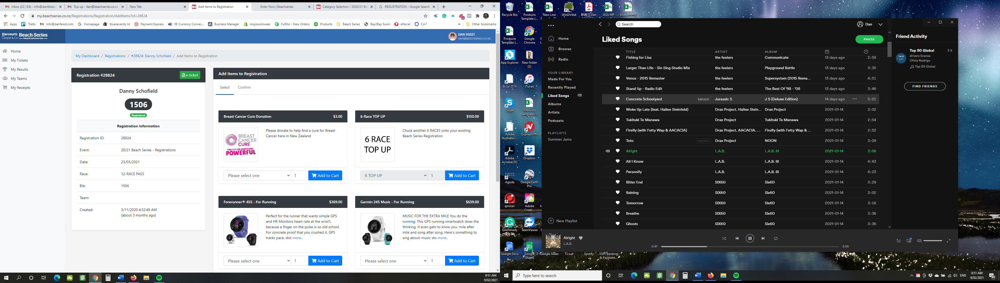 Inbox (22,124) - info@danfeisst.c
Top up - dan@beachseries.co.nz
New Tab
Add Items to Registration
Enter Now | Beachseries
Category Selection / 2020/21 Be
REGUSTRATION - Google Search
my.beachseries.co.nz/Registrations/Registration/AddItems?id=28824
Apps
Trello
info@danfeisst.com
Homepage
blueseventy nz
Payment Express
XE Currency Conver...
Business Manager
mojoswimwear
Fulfilio - New Orders
Products
Beach Series
Bay2Bay Swim
eParcel
Cin7
Other bookmarks
Harcourts
Cooper & Co
Beach Series
Keep fit and have fun
DAN FEISST
DAN@BEACHSERIES.CO.NZ
Home
My Tickets
My Results
My Teams
My Receipts
My Dashboard / Registrations / #28824: Danny Schofield / Add Items to Registration
Registration #28824
e-ticket
Danny Schofield
1506
Registered
Registration Information
Registration ID: 28824
Event: 20/21 Beach Series - Registrations
Date: 23/03/2021
Race: 12-RACE PASS
Bib: 1506
Team:
Created: 3/11/2020 4:32:49 AM
(about 3 months ago)
Add Items to Registration
Select
Confirm
Breast Cancer Cure Donation $3.00
BREAST
CANCER
CURE
YOU CAN DO SOMETHING
POWERFUL
Please donate to help find a cure for Breast
Cancer here in New Zealand
Please select one 1 Add to Cart
6-Race TOP UP $150.00
6 RACE
TOP UP
Chuck another 6 RACES onto your existing
Beach Series Registration
6 TOP UP 1 Add to Cart
Forerunner® 45S - For Running $369.00
Perfect for the runner that wants simple GPS
and HR Monitors heart rate at the wrist1,
because a finger on the pulse is so old school.
For concrete proof that you crushed it, GPS
tracks pace, dist more..
Please select one 1 Add to Cart
Garmin 245 Music - For Running $639.00
MUSIC FOR THE EXTRA MILE You do the
running. This GPS running smartwatch does the
thinking. It even gets to know you, mile after
mile and song after song. Here's something to
sing about: music sto more..
Please select one 1 Add to Cart
8:51 AM
9/02/2021
Recycle Bin
Products
Template (...
New Line
WinDirStat
新西兰Dan
AQS MP
blueseventy
Products
Template (...
Google
Chrome
App Explorer
New folder
(2)
Excel 2016
iTunes
Skype
Products
Template (...
Adobe
Illustrator...
ExpressVPN
Adobe
Acrobat DC
Dropbox
Agoda
Google Earth
Pro
qmiran
Adobe
Creati...
Grammarly
TeamViewer
Google Docs
Google
Sheets
Google Slides
T3 suit
Spotify
ESET Banking
& Payment...
Search
Dan
Home
Browse
Radio
YOUR LIBRARY
Made For You
Recently Played
Liked Songs
Albums
Artists
Podcasts
PLAYLISTS
Summer Jams
New Playlist
Liked Songs
PAUSE
TITLE ARTIST ALBUM
Fishing for Lisa the feelers Communicate 13 days ago 2:58
Larger Than Life - Sin Sing Studio Mix the feelers Playground Battle 13 days ago 3:35
Venus - 2015 Remaster the feelers Supersystem (2015 Rema... 13 days ago 4:51
Stand Up - Radio Edit the feelers The Best Of '98 - '08 13 days ago 3:46
Concrete Schoolyard EXPLICIT Jurassic 5 J 5 (Deluxe Edition) 14 days ago 5:21
Woke Up Late (feat. Hailee Steinfeld) Drax Project, Hailee Stein... Drax Project 2021-01-14 3:02
Tukituki Te Manawa Drax Project Tukituki Te Manawa 2021-01-14 2:54
Firefly (with Fetty Wap & AACACIA) Drax Project, AACACIA, ... Firefly (with Fetty Wap & ... 2021-01-14 2:52
Toto EXPLICIT Drax Project NOON 2021-01-14 3:09
Alright L.A.B. L.A.B. III 2021-01-14 3:06
All I Know L.A.B. L.A.B. III 2021-01-14 4:43
Personify L.A.B. L.A.B. III 2021-01-14 4:23
Bitter End SIX60 Six60 2021-01-14 3:29
Raining SIX60 Six60 2021-01-14 3:02
Tomorrow SIX60 Six60 2021-01-14 3:16
Breathe SIX60 Six60 2021-01-14 3:36
Ghosts SIX60 Six60 2021-01-14 3:36
Friend Activity
Top 50 Global 3 d
drivers license
Olivia Rodrigo
Top 50 Global
FIND FRIENDS
Alright
L.A.B.
0:47
3:06
Type here to search
ENG
8:51 AM
9/02/2021
41